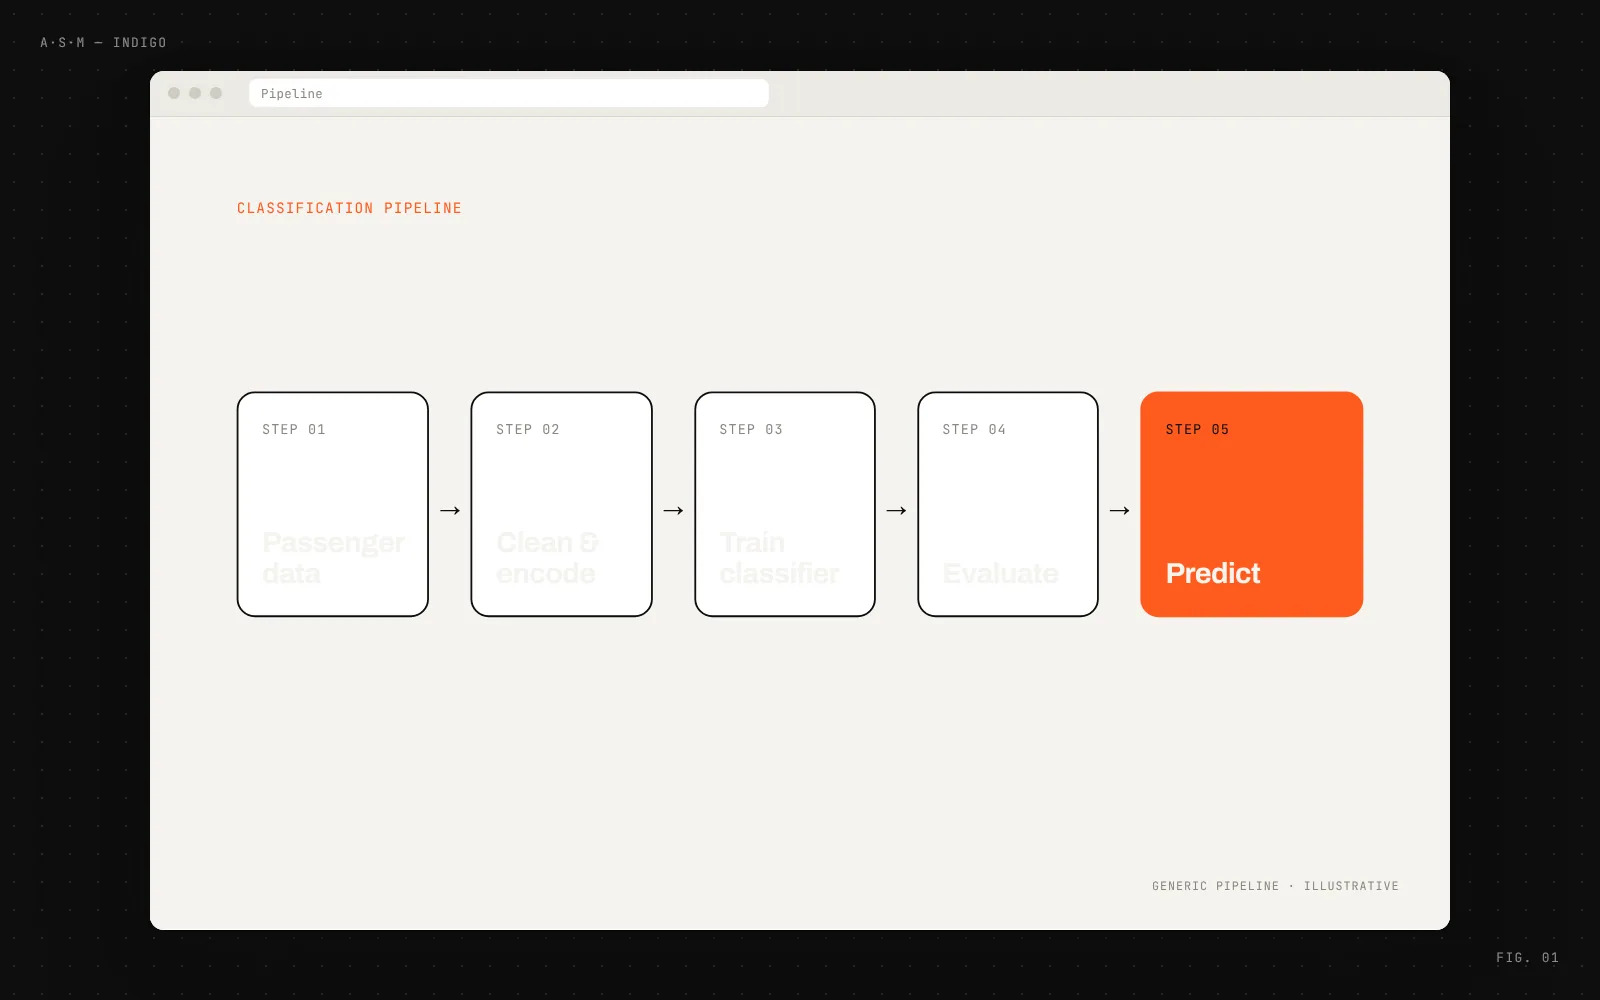 A·S·M — INDIGO
Pipeline
CLASSIFICATION PIPELINE
STEP 01
Passenger
data
→
STEP 02
Clean &
encode
→
STEP 03
Train
classifier
→
STEP 04
Evaluate
→
STEP 05
Predict
GENERIC PIPELINE · ILLUSTRATIVE
FIG. 01